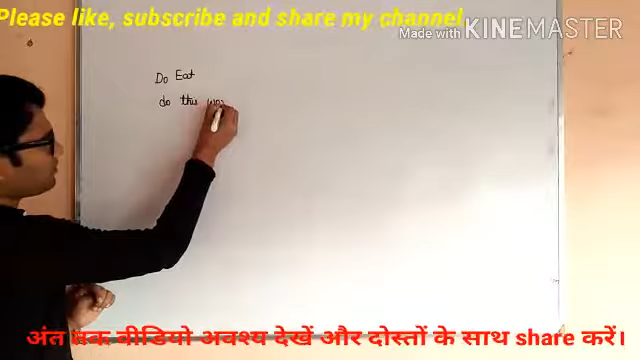 Please like, subscribe and share my channel
Made with KINEMASTER
Do Eat
do this
अंत तक वीडियो अवश्य देखें और दोस्तों के साथ share करें।